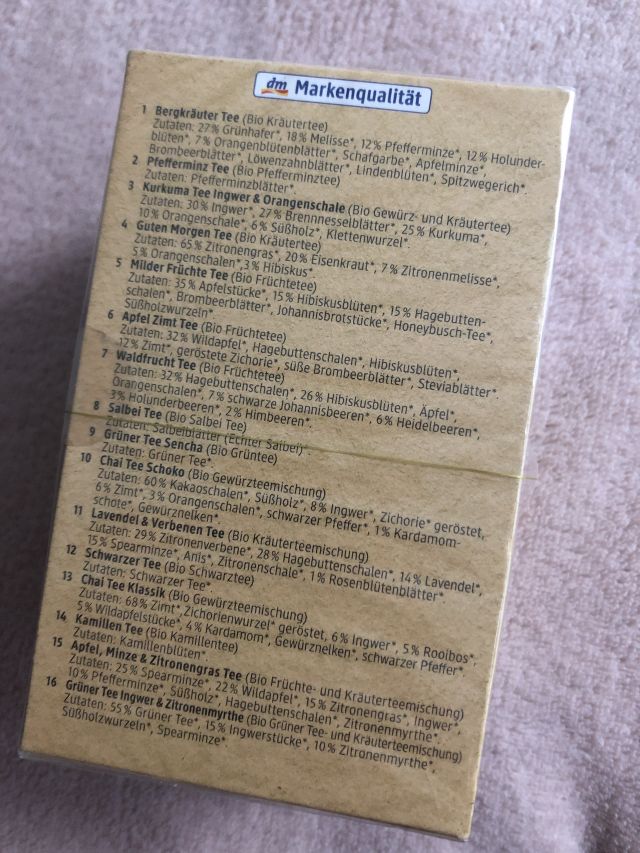 dm Markenqualität
1 Bergkräuter Tee (Bio Kräutertee)
Zutaten: 27% Grünhafer*, 18% Melisse*, 12% Pfefferminze*, 12% Holunder-
blüten*, 7% Orangenblütenblätter*, Schafgarbe*, Apfelminze*,
Brombeerblätter*, Löwenzahnblätter*, Lindenblüten*, Spitzwegerich*.
2 Pfefferminz Tee (Bio Pfefferminztee)
Zutaten: Pfefferminzblätter*.
3 Kurkuma Tee Ingwer & Orangenschale (Bio Gewürz- und Kräutertee)
Zutaten: 30% Ingwer*, 27% Brennnesselblätter*, 25% Kurkuma*,
10% Orangenschale*, 6% Süßholz*, Klettenwurzel*.
4 Guten Morgen Tee (Bio Kräutertee)
Zutaten: 65% Zitronengras*, 20% Eisenkraut*, 7% Zitronenmelisse*,
5% Orangenschalen*,3% Hibiskus*
5 Milder Früchte Tee (Bio Früchtetee)
Zutaten: 35% Apfelstücke*, 15% Hibiskusblüten*, 15% Hagebutten-
schalen*, Brombeerblätter*, Johannisbrotstücke*, Honeybusch-Tee*,
Süßholzwurzeln*
6 Apfel Zimt Tee (Bio Früchtetee)
Zutaten: 32% Wildapfel*, Hagebuttenschalen*, Hibiskusblüten*,
12% Zimt*, geröstete Zichorie*, süße Brombeerblätter*, Steviablätter*
7 Waldfrucht Tee (Bio Früchtetee)
Zutaten: 32% Hagebuttenschalen*, 26% Hibiskusblüten*, Äpfel*,
Orangenschalen*, 7% schwarze Johannisbeeren*, 6% Heidelbeeren*,
3% Holunderbeeren*, 2% Himbeeren*.
8 Salbei Tee (Bio Salbei Tee)
Zutaten: Salbeiblätter (Echter Salbei)*.
9 Grüner Tee Sencha (Bio Grüntee)
Zutaten: Grüner Tee*.
10 Chai Tee Schoko (Bio Gewürzteemischung)
Zutaten: 60% Kakaoschalen*, Süßholz*, 8% Ingwer*, Zichorie* geröstet,
6% Zimt*, 3% Orangenschalen*, schwarzer Pfeffer*, 1% Kardamom-
schote*, Gewürznelken*.
11 Lavendel & Verbenen Tee (Bio Kräuterteemischung)
Zutaten: 29% Zitronenverbene*, 28% Hagebuttenschalen*, 14% Lavendel*,
15% Spearminze*, Anis*, Zitronenschale*, 1% Rosenblütenblätter*
12 Schwarzer Tee (Bio Schwarztee)
Zutaten: Schwarzer Tee*.
13 Chai Tee Klassik (Bio Gewürzteemischung)
Zutaten: 68% Zimt*,Zichorienwurzel* geröstet, 6% Ingwer*, 5% Rooibos*,
5% Wildapfelstücke*, 4% Kardamom*, Gewürznelken*, schwarzer Pfeffer*
14 Kamillen Tee (Bio Kamillentee)
Zutaten: Kamillenblüten*.
15 Apfel, Minze & Zitronengras Tee (Bio Früchte- und Kräuterteemischung)
Zutaten: 25% Spearminze*, 22% Wildapfel*, 15% Zitronengras*, Ingwer*,
10% Pfefferminze*, Süßholz*, Hagebuttenschalen*, Zitronenmyrthe*.
16 Grüner Tee Ingwer & Zitronenmyrthe (Bio Grüner Tee- und Kräuterteemischung)
Zutaten: 55% Grüner Tee*, 15% Ingwerstücke*, 10% Zitronenmyrthe*,
Süßholzwurzeln*, Spearminze*